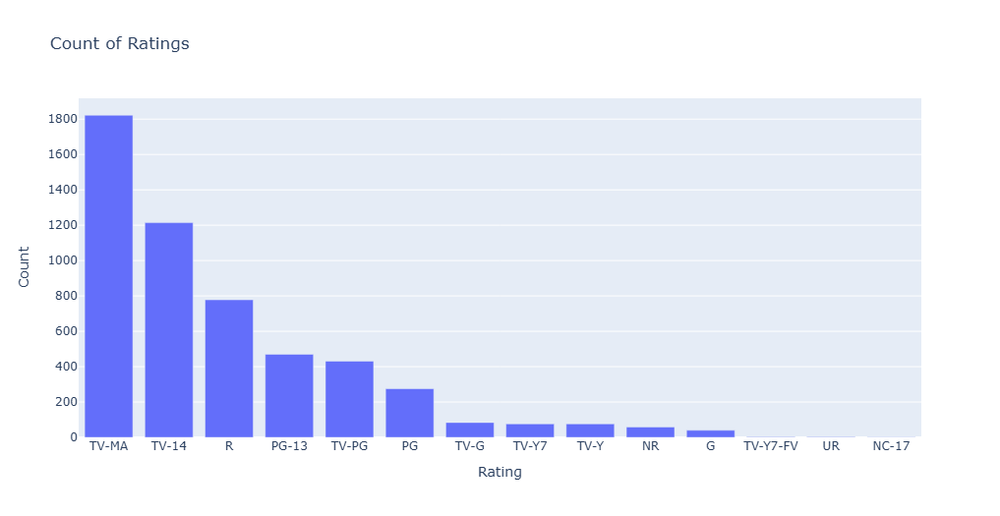 Count of Ratings
Count
1800
1600
1400
1200
1000
800
600
400
200
0
TV-MA TV-14 R PG-13 TV-PG PG TV-G TV-Y7 TV-Y NR G TV-Y7-FV UR NC-17
Rating